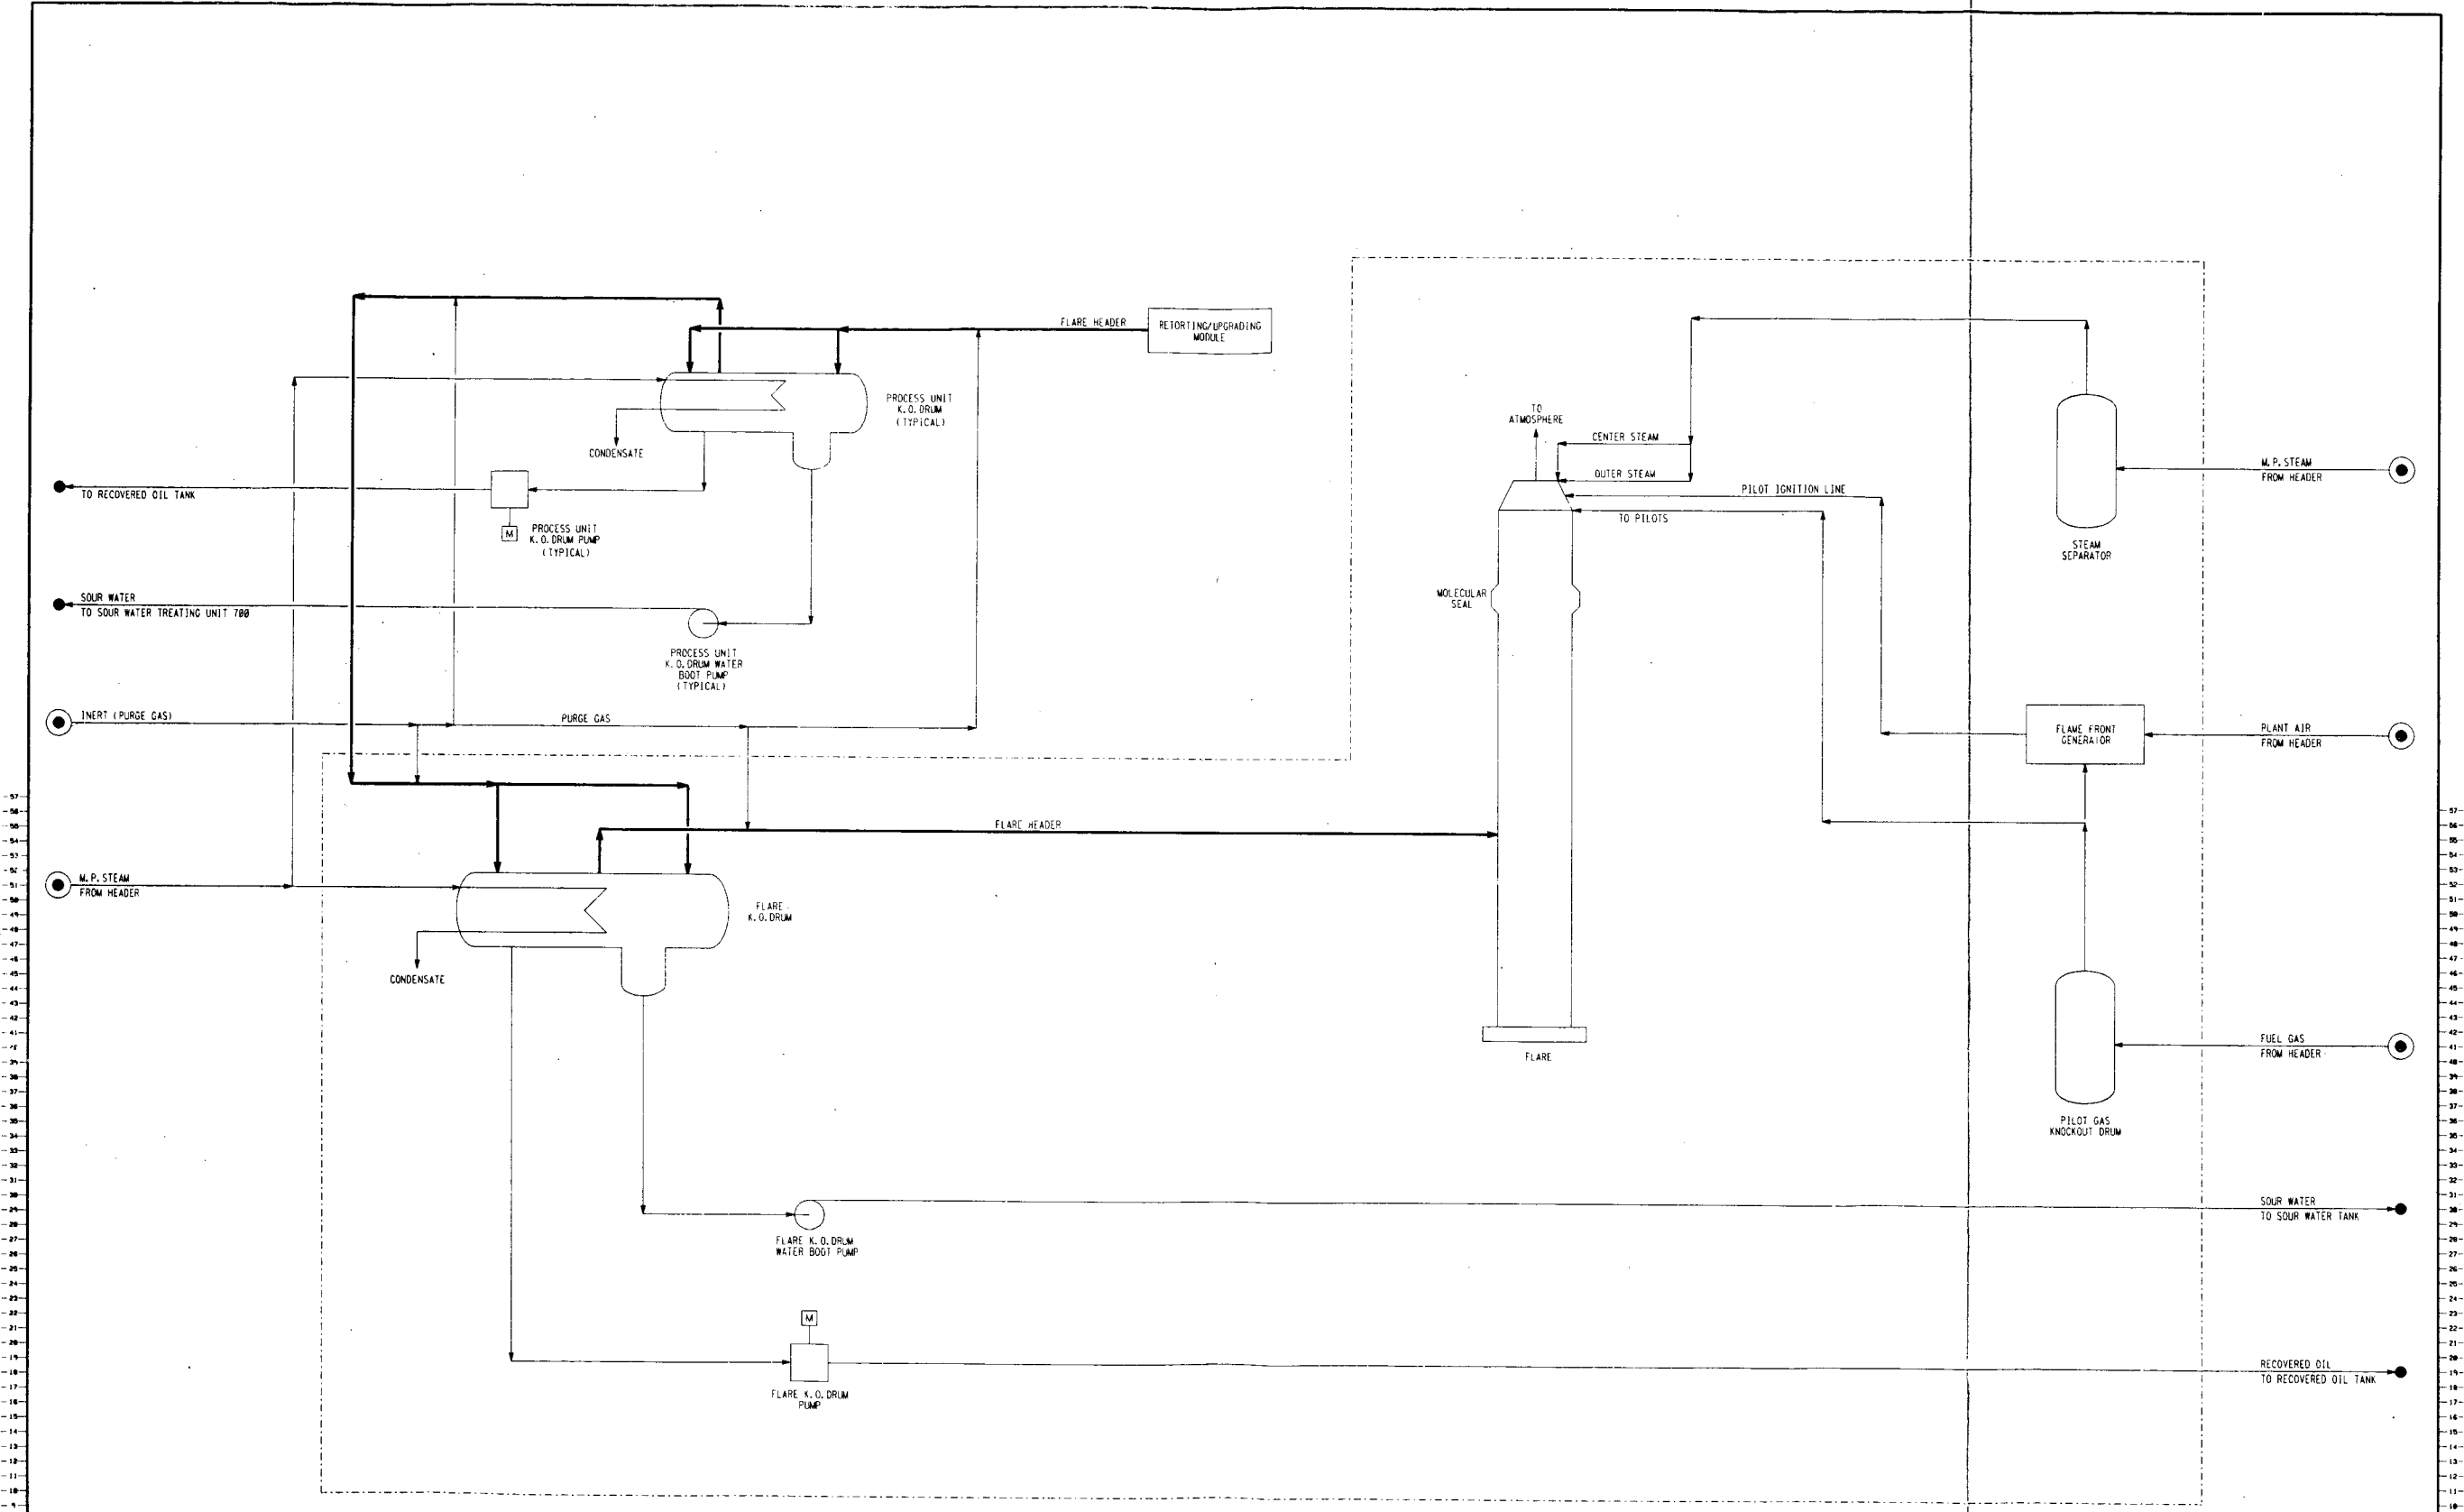 FLARE HEADER
RETORTING/UPGRADING
MODULE
PROCESS UNIT
K.O.DRUM
(TYPICAL)
CONDENSATE
TO RECOVERED OIL TANK
M
PROCESS UNIT
K.O.DRUM PUMP
(TYPICAL)
SOUR WATER
TO SOUR WATER TREATING UNIT 700
PROCESS UNIT
K.O.DRUM WATER
BOOT PUMP
(TYPICAL)
INERT (PURGE GAS)
PURGE GAS
TO
ATMOSPHERE
CENTER STEAM
OUTER STEAM
PILOT IGNITION LINE
TO PILOTS
MOLECULAR
SEAL
M.P.STEAM
FROM HEADER
STEAM
SEPARATOR
FLAME FRONT
GENERATOR
PLANT AIR
FROM HEADER
FLARE HEADER
M.P.STEAM
FROM HEADER
FLARE
K.O.DRUM
CONDENSATE
FLARE
FUEL GAS
FROM HEADER
PILOT GAS
KNOCKOUT DRUM
SOUR WATER
TO SOUR WATER TANK
FLARE K.O.DRUM
WATER BOOT PUMP
M
FLARE K.O.DRUM
PUMP
RECOVERED OIL
TO RECOVERED OIL TANK